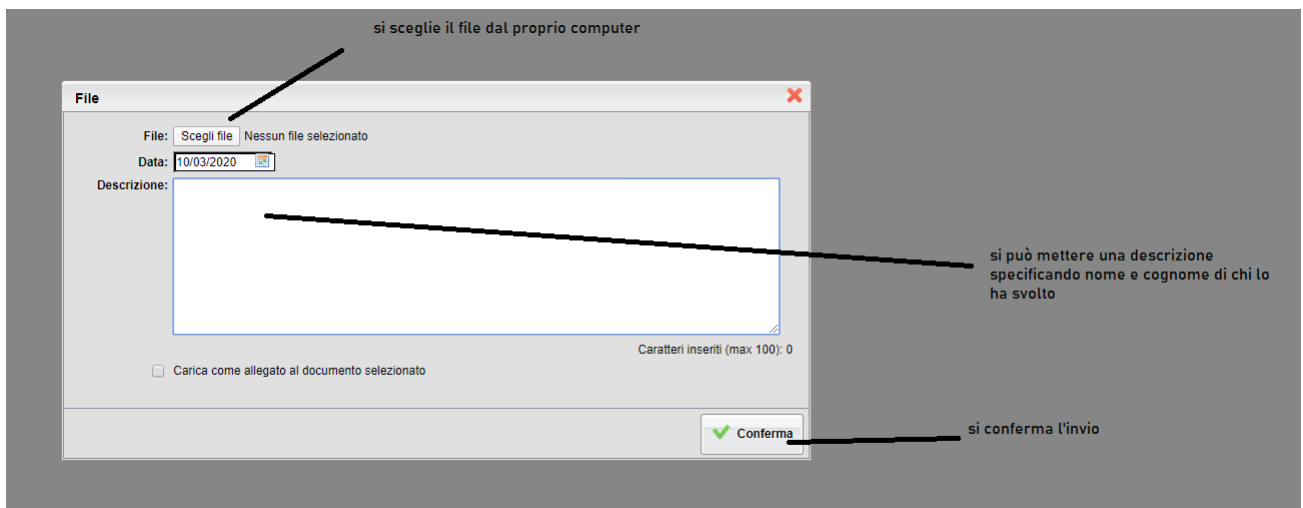 si sceglie il file dal proprio computer
File
File: Scegli file Nessun file selezionato
Data: 10/03/2020
Descrizione:
si può mettere una descrizione
specificando nome e cognome di chi lo
ha svolto
Caratteri inseriti (max 100): 0
Carica come allegato al documento selezionato
Conferma
si conferma l'invio